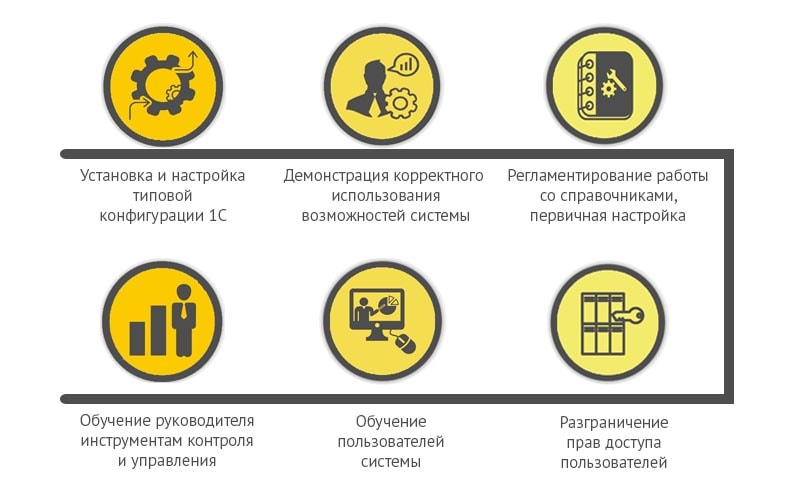 Установка и настройка
типовой
конфигурации 1С
Демонстрация корректного
использования
возможностей системы
Регламентирование работы
со справочниками,
первичная настройка
Обучение руководителя
инструментам контроля
и управления
Обучение
пользователей
системы
Разграничение
прав доступа
пользователей